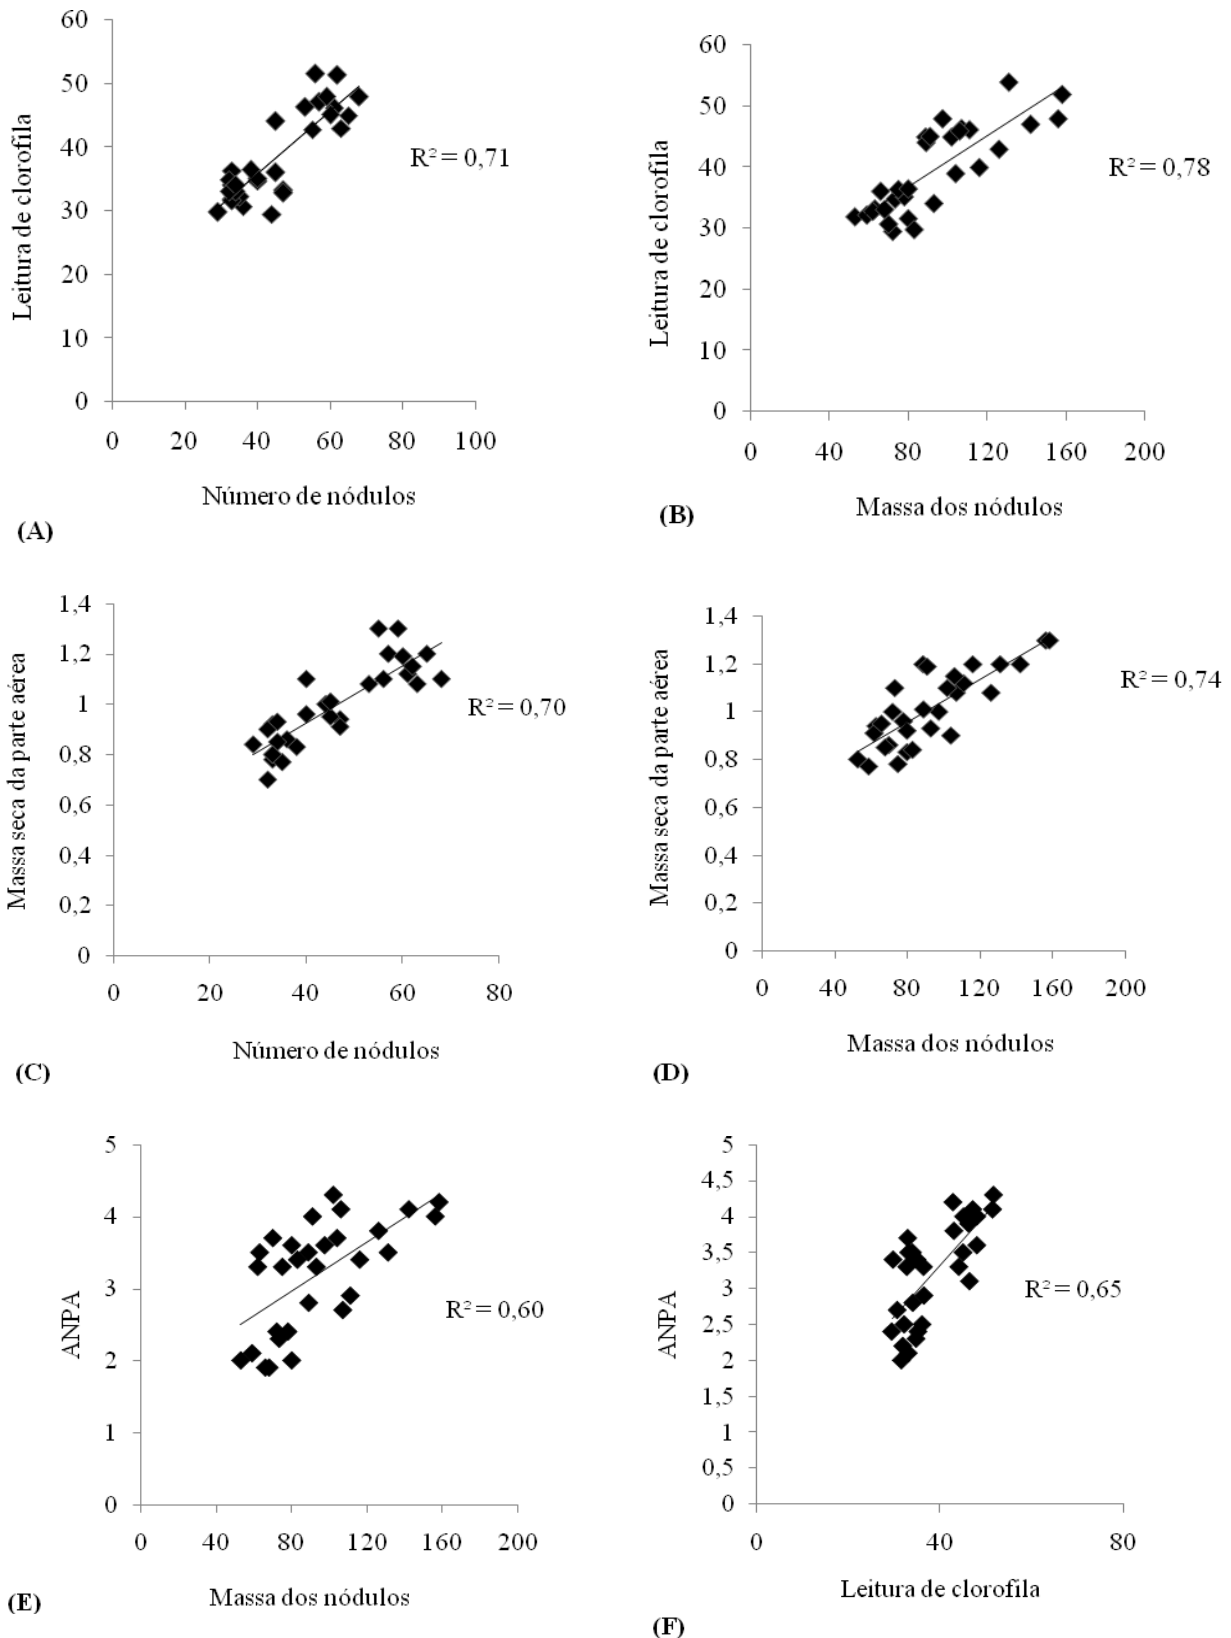 60
50
40
30
20
10
0
Leitura de clorofila
R² = 0,71
0 20 40 60 80 100
Número de nódulos
(A)
60
50
40
30
20
10
0
Leitura de clorofila
R² = 0,78
0 40 80 120 160 200
Massa dos nódulos
(B)
1,4
1,2
1
0,8
0,6
0,4
0,2
0
Massa seca da parte aérea
R² = 0,70
0 20 40 60 80
Número de nódulos
(C)
1,4
1,2
1
0,8
0,6
0,4
0,2
0
Massa seca da parte aérea
R² = 0,74
0 40 80 120 160 200
Massa dos nódulos
(D)
5
4
3
2
1
0
ANPA
R² = 0,60
0 40 80 120 160 200
Massa dos nódulos
(E)
5
4,5
4
3,5
3
2,5
2
1,5
1
0,5
0
ANPA
R² = 0,65
0 40 80
Leitura de clorofila
(F)